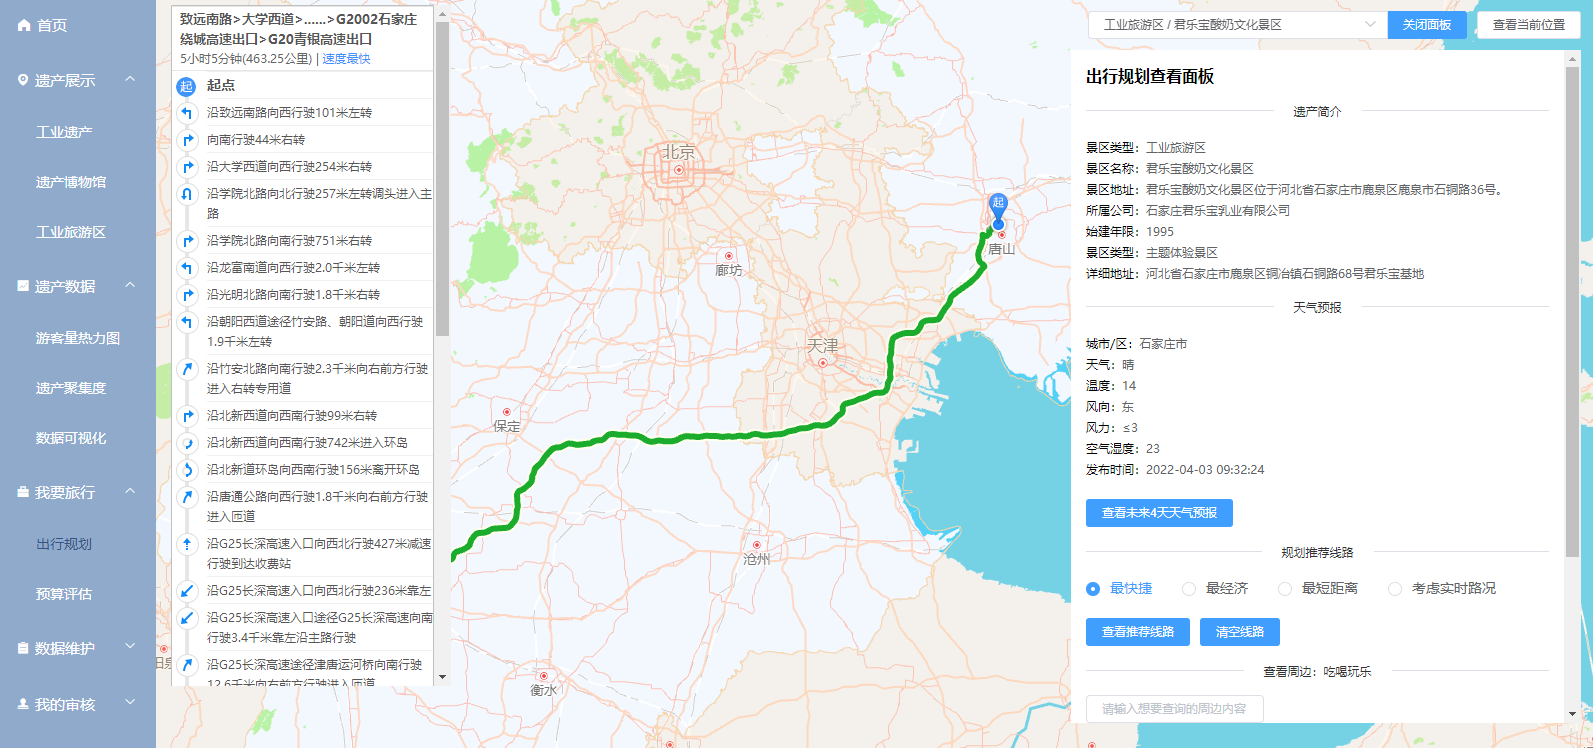 首页
遗产展示
工业遗产
遗产博物馆
工业旅游区
遗产数据
游客量热力图
遗产聚集度
数据可视化
我要旅行
出行规划
预算评估
数据维护
我的审核
致远南路>大学西道>……>G2002石家庄
绕城高速出口>G20青银高速出口
5小时5分钟(463.25公里) | 速度最快
起 起点
沿致远南路向西行驶101米左转
向南行驶44米右转
沿大学西道向西行驶254米右转
沿学院北路向北行驶257米左转调头进入主
路
沿学院北路向南行驶751米右转
沿龙富南道向西行驶2.0千米左转
沿光明北路向南行驶1.8千米右转
沿朝阳西道途径竹安路、朝阳道向西行驶
1.9千米左转
沿竹安北路向南行驶2.3千米向右前方行驶
进入右转专用道
沿北新西道向西南行驶99米右转
沿北新西道向西南行驶742米进入环岛
沿北新道环岛向西南行驶156米离开环岛
沿唐通公路向西行驶1.8千米向右前方行驶
进入匝道
沿G25长深高速入口向西北行驶427米减速
行驶到达收费站
沿G25长深高速入口向西北行驶236米靠左
沿G25长深高速入口途径G25长深高速向南
行驶3.4千米靠左沿主路行驶
沿G25长深高速途径津唐运河桥向南行驶
12.6千米向右前方行驶进入匝道
北京
廊坊
起
唐山
天津
保定
沧州
衡水
阳泉
工业旅游区 / 君乐宝酸奶文化景区
关闭面板
查看当前位置
出行规划查看面板
遗产简介
景区类型：工业旅游区
景区名称：君乐宝酸奶文化景区
景区地址：君乐宝酸奶文化景区位于河北省石家庄市鹿泉区鹿泉市石铜路36号。
所属公司：石家庄君乐宝乳业有限公司
始建年限：1995
景区类型：主题体验景区
详细地址：河北省石家庄市鹿泉区铜冶镇石铜路68号君乐宝基地
天气预报
城市/区：石家庄市
天气：晴
温度：14
风向：东
风力：≤3
空气湿度：23
发布时间：2022-04-03 09:32:24
查看未来4天天气预报
规划推荐线路
最快捷 最经济 最短距离 考虑实时路况
查看推荐线路 清空线路
查看周边：吃喝玩乐
请输入想要查询的周边内容